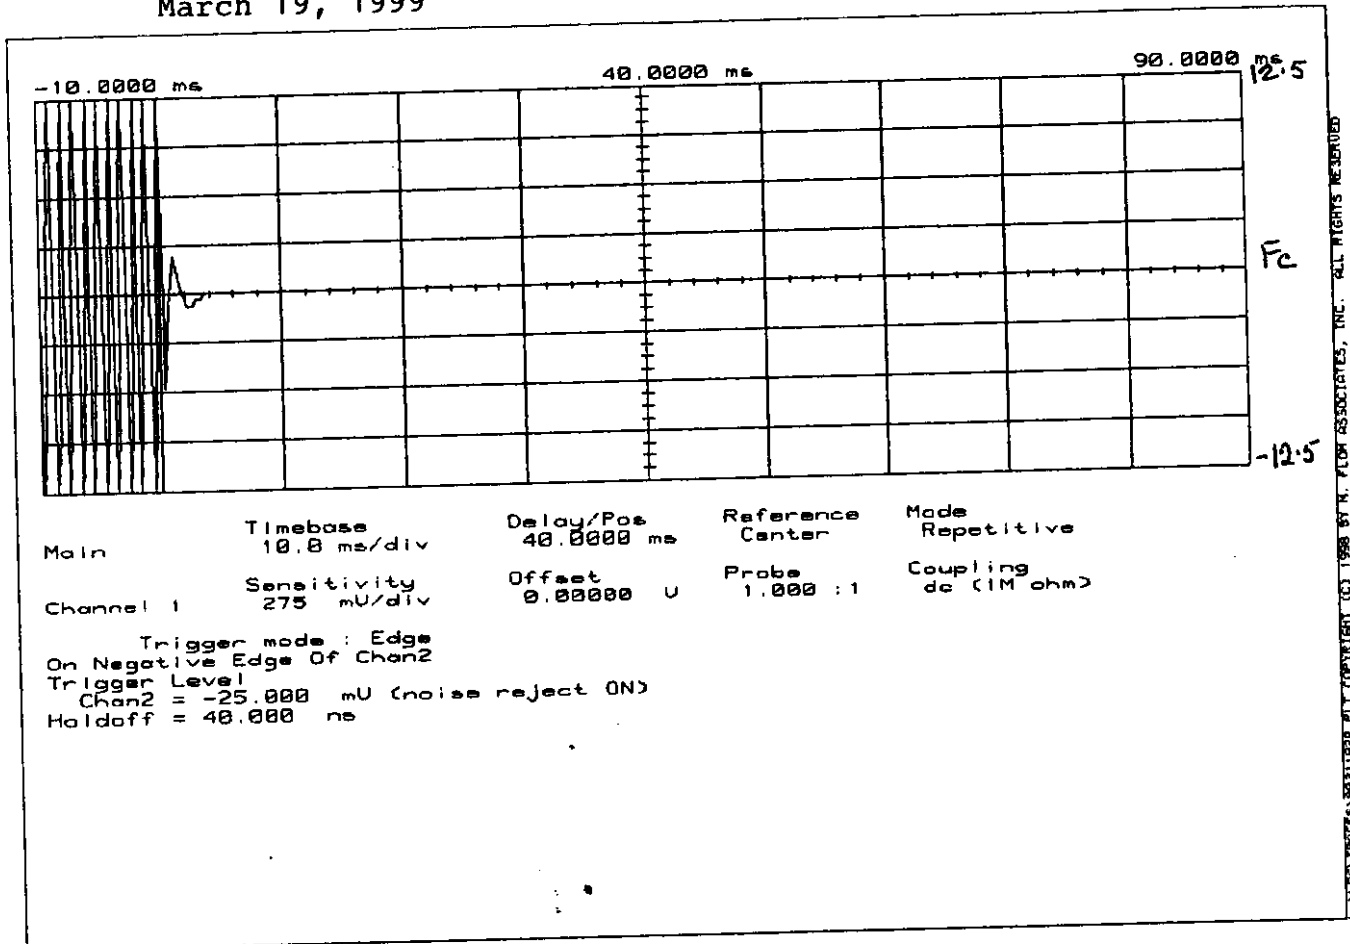 March 19, 1999
-10.0000 ms 40.0000 ms 90.0000 ms
12.5
Fc
-12.5
Timebase Delay/Pos Reference Mode
Main 10.0 ms/div 40.0000 ms Center Repetitive
Sensitivity Offset Probe Coupling
Channel 1 275 mV/div 0.00000 V 1.000 :1 dc (1M ohm)
Trigger mode : Edge
On Negative Edge Of Chan2
Trigger Level
Chan2 = -25.000 mV (noise reject ON)
Holdoff = 40.000 ns
PLT COPYRIGHT (C) 1998 BY M. FLOM ASSOCIATES, INC. ALL RIGHTS RESERVED